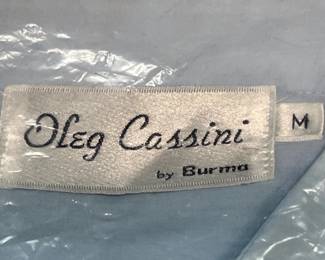 Oleg Cassini
by Burma
M